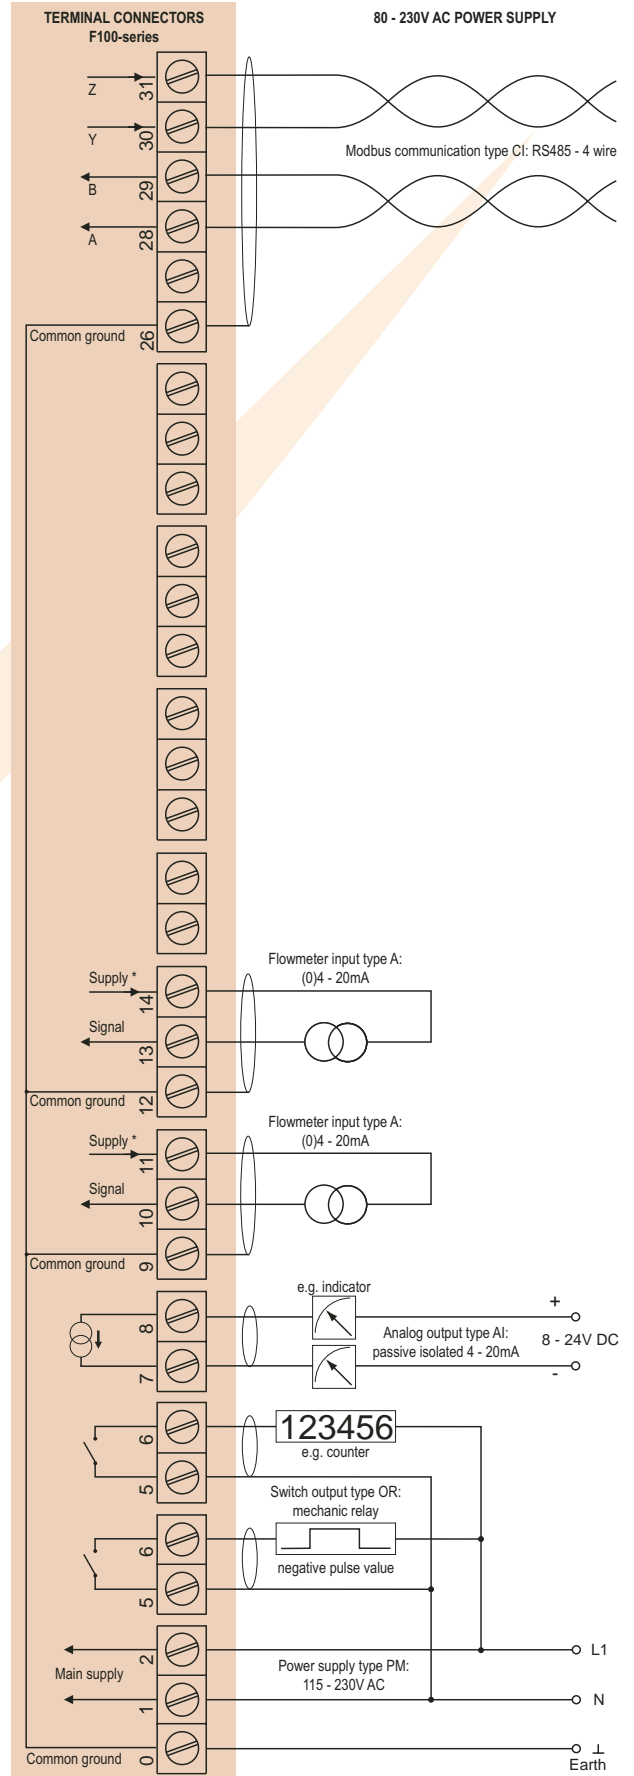 TERMINAL CONNECTORS
F100-series
80 - 230V AC POWER SUPPLY
Z
31
Y
30
Modbus communication type CI: RS485 - 4 wire
B
29
A
28
Common ground
26
Flowmeter input type A:
(0)4 - 20mA
Supply *
14
Signal
13
Common ground
12
Flowmeter input type A:
(0)4 - 20mA
Supply *
11
Signal
10
Common ground
9
e.g. indicator
8
+
Analog output type AI:
passive isolated 4 - 20mA
8 - 24V DC
7
-
6
123456
e.g. counter
5
Switch output type OR:
mechanic relay
6
negative pulse value
5
2
L1
Main supply
Power supply type PM:
115 - 230V AC
1
N
Common ground
0
Earth